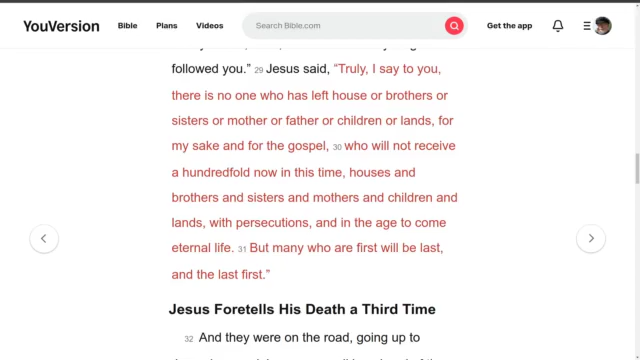 YouVersion Bible Plans Videos Search Bible.com Get the app
followed you.” 29 Jesus said, “Truly, I say to you,
there is no one who has left house or brothers or
sisters or mother or father or children or lands, for
my sake and for the gospel, 30 who will not receive
a hundredfold now in this time, houses and
brothers and sisters and mothers and children and
lands, with persecutions, and in the age to come
eternal life. 31 But many who are first will be last,
and the last first.”
Jesus Foretells His Death a Third Time
32 And they were on the road, going up to